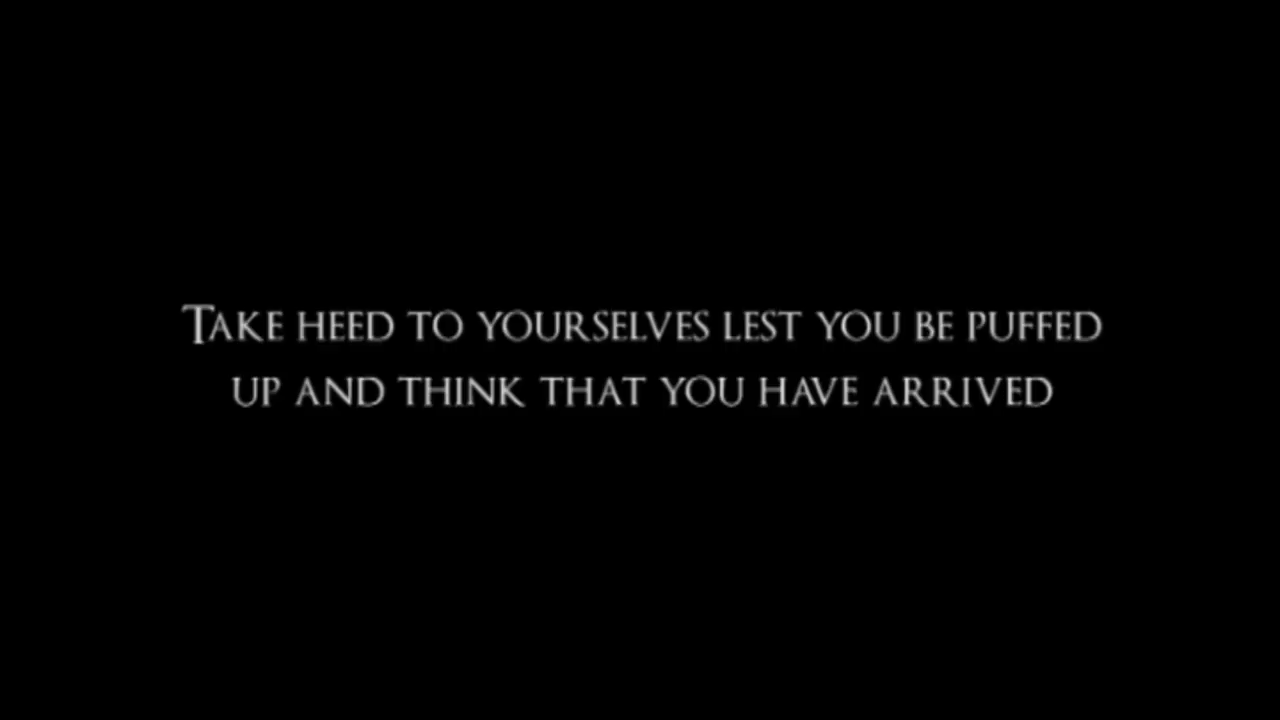 Take heed to yourselves lest you be puffed
up and think that you have arrived